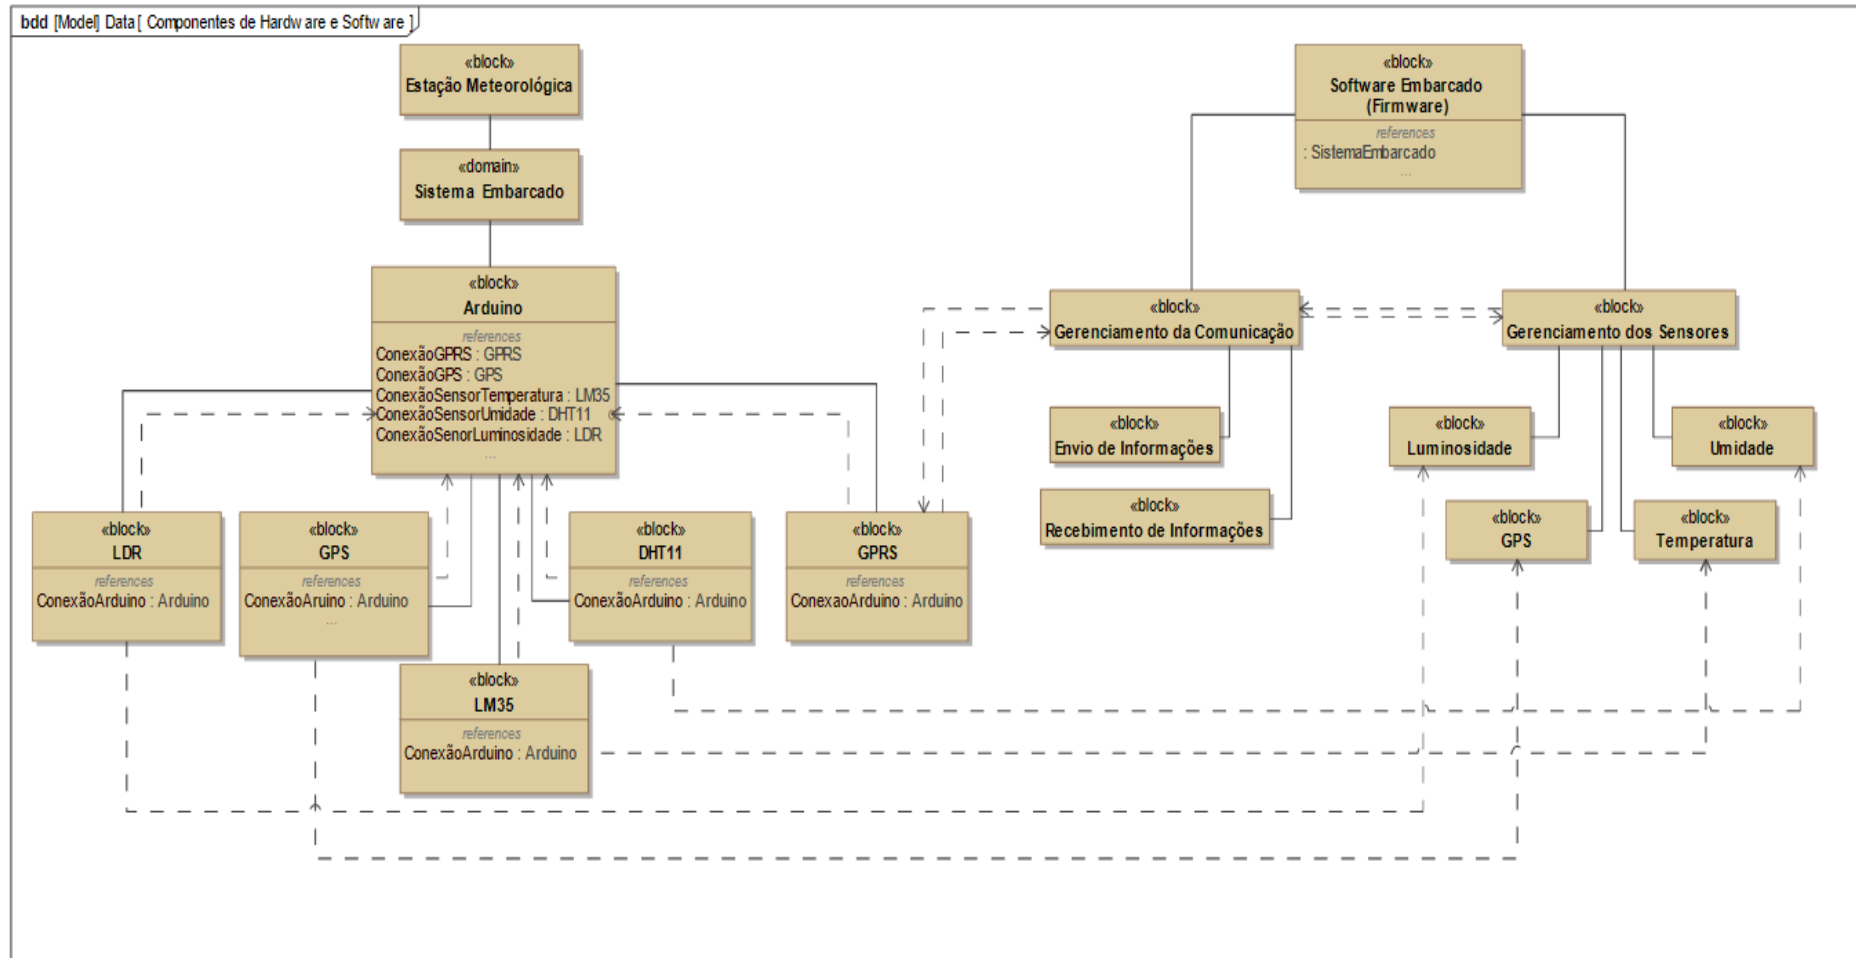 bdd [Model] Data [ Componentes de Hardware e Software ]
«block»
Estação Meteorológica
«domain»
Sistema Embarcado
«block»
Arduino
references
ConexãoGPRS : GPRS
ConexãoGPS : GPS
ConexãoSensorTemperatura : LM35
ConexãoSensorUmidade : DHT11
ConexãoSenorLuminosidade : LDR
...
«block»
LDR
references
ConexãoArduino : Arduino
«block»
GPS
references
ConexãoAruino : Arduino
...
«block»
LM35
references
ConexãoArduino : Arduino
«block»
DHT11
references
ConexãoArduino : Arduino
«block»
GPRS
references
ConexaoArduino : Arduino
«block»
Software Embarcado
(Firmware)
references
: SistemaEmbarcado
...
«block»
Gerenciamento da Comunicação
«block»
Envio de Informações
«block»
Recebimento de Informações
«block»
Gerenciamento dos Sensores
«block»
Luminosidade
«block»
Umidade
«block»
GPS
«block»
Temperatura